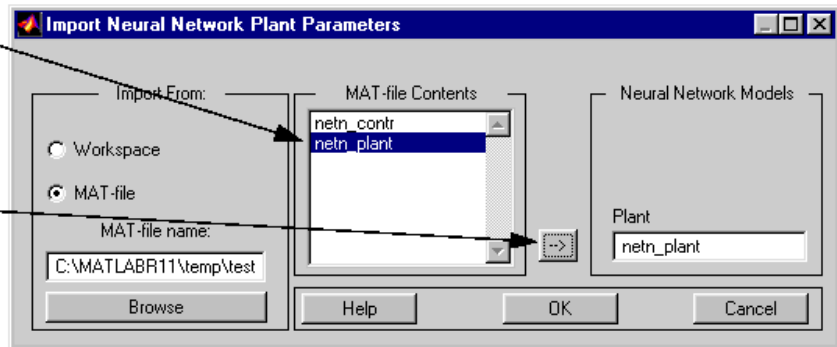 Import Neural Network Plant Parameters
Import From:
Workspace
MAT-file
MAT-file name:
C:\MATLABR11\temp\test
Browse
MAT-file Contents
netn_contr
netn_plant
-->
Neural Network Models
Plant
netn_plant
Help
OK
Cancel